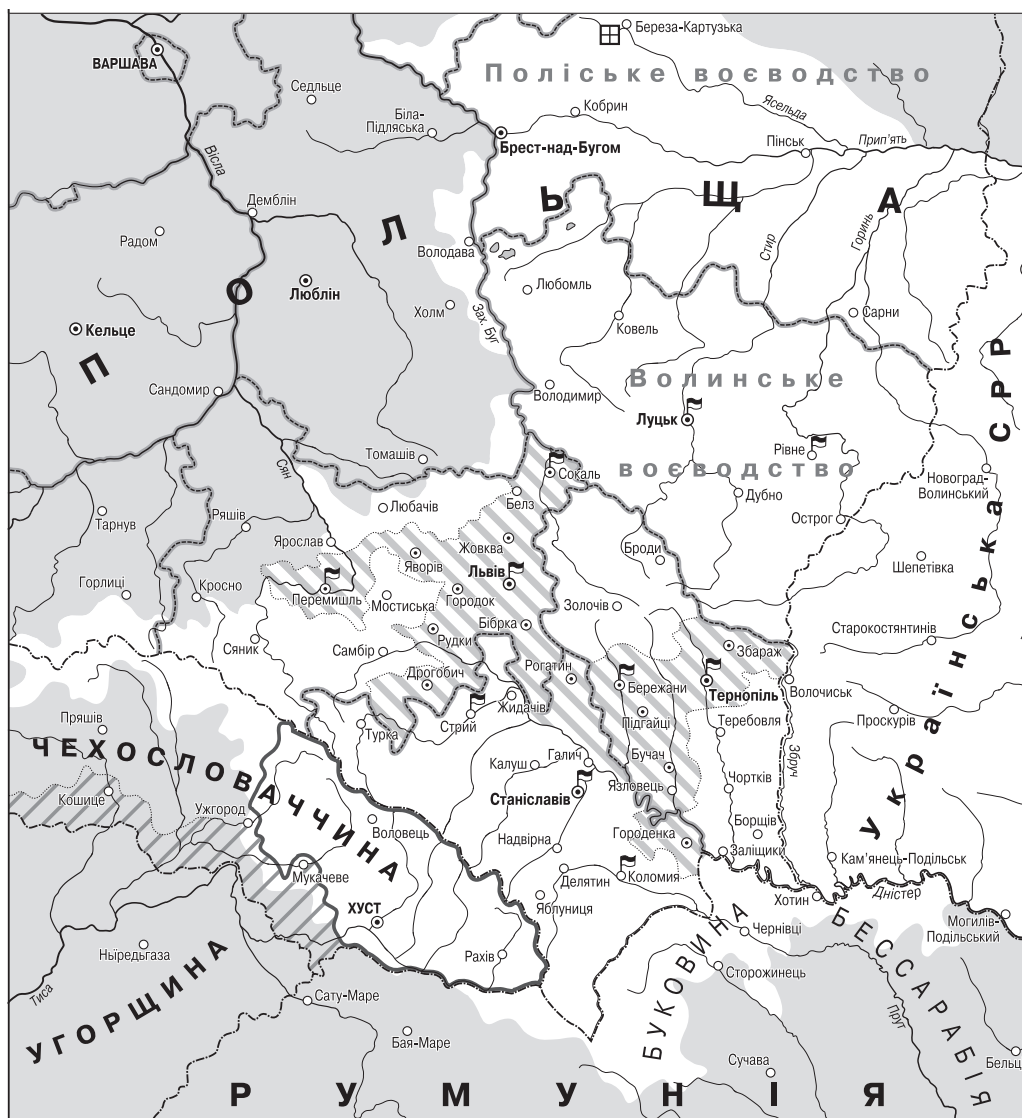 Береза-Картузька
ВАРШАВА
Поліське воєводство
Седльце
Ясельда
Кобрин
Біла-
Підляська
Брест-над-Бугом
Прип'ять
Пінськ
Вісла
ПОЛЬЩА
Демблін
Горинь
Радом
Стир
Володава
Люблін
Любомль
Холм
Зах. Буг
Сарни
Ковель
Кельце
Волинське
воєводство
Сандомир
Володимир
Луцьк
Рівне
Українська СРР
Томашів
Сян
Сокаль
Новоград-
Волинський
Белз
Дубно
Любачів
Тарнув
Ряшів
Острог
Ярослав
Жовква
Броди
Яворів
Шепетівка
Львів
Горлиці
Кросно
Перемишль
Мостиська
Городок
Золочів
Бібрка
Старокостянтинів
Рудки
Сяник
Самбір
Збараж
Рогатин
Дрогобич
Бережани
Тернопіль
Волочиськ
Жидачів
Підгайці
Проскурів
Пряшів
Турка
Стрий
Теребовля
ЧЕХОСЛОВАЧЧИНА
Збруч
Галич
Бучач
Калуш
Чортків
Кошице
Станіславів
Язловець
Ужгород
Воловець
Борщів
Надвірна
Городенка
Заліщики
Кам'янець-Подільськ
Мукачеве
Делятин
Коломия
Дністер
Хотин
ХУСТ
Яблуниця
Могилів-
Подільський
Чернівці
БУКОВИНА
БЕССАРАБІЯ
Ньїредьгаза
Рахів
Сторожинець
УГОРЩИНА
Тиса
Сату-Маре
Прут
Бая-Маре
Бельц
Сучава
РУМУНІЯ